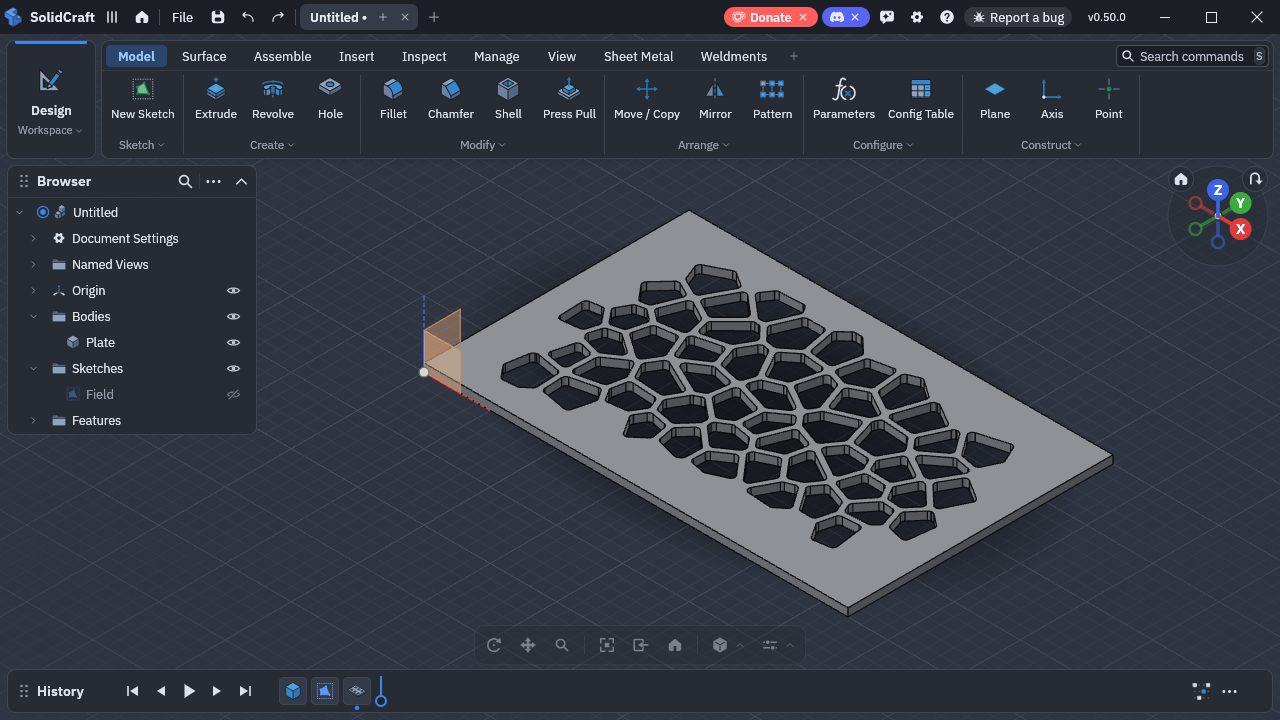 SolidCraft
File
Untitled •
Donate
Report a bug
v0.50.0
Design
Workspace
Model
Surface
Assemble
Insert
Inspect
Manage
View
Sheet Metal
Weldments
Search commands
S
New Sketch
Extrude
Revolve
Hole
Fillet
Chamfer
Shell
Press Pull
Move / Copy
Mirror
Pattern
Parameters
Config Table
Plane
Axis
Point
Sketch
Create
Modify
Arrange
Configure
Construct
Browser
Untitled
Document Settings
Named Views
Origin
Bodies
Plate
Sketches
Field
Features
Z
Y
X
History